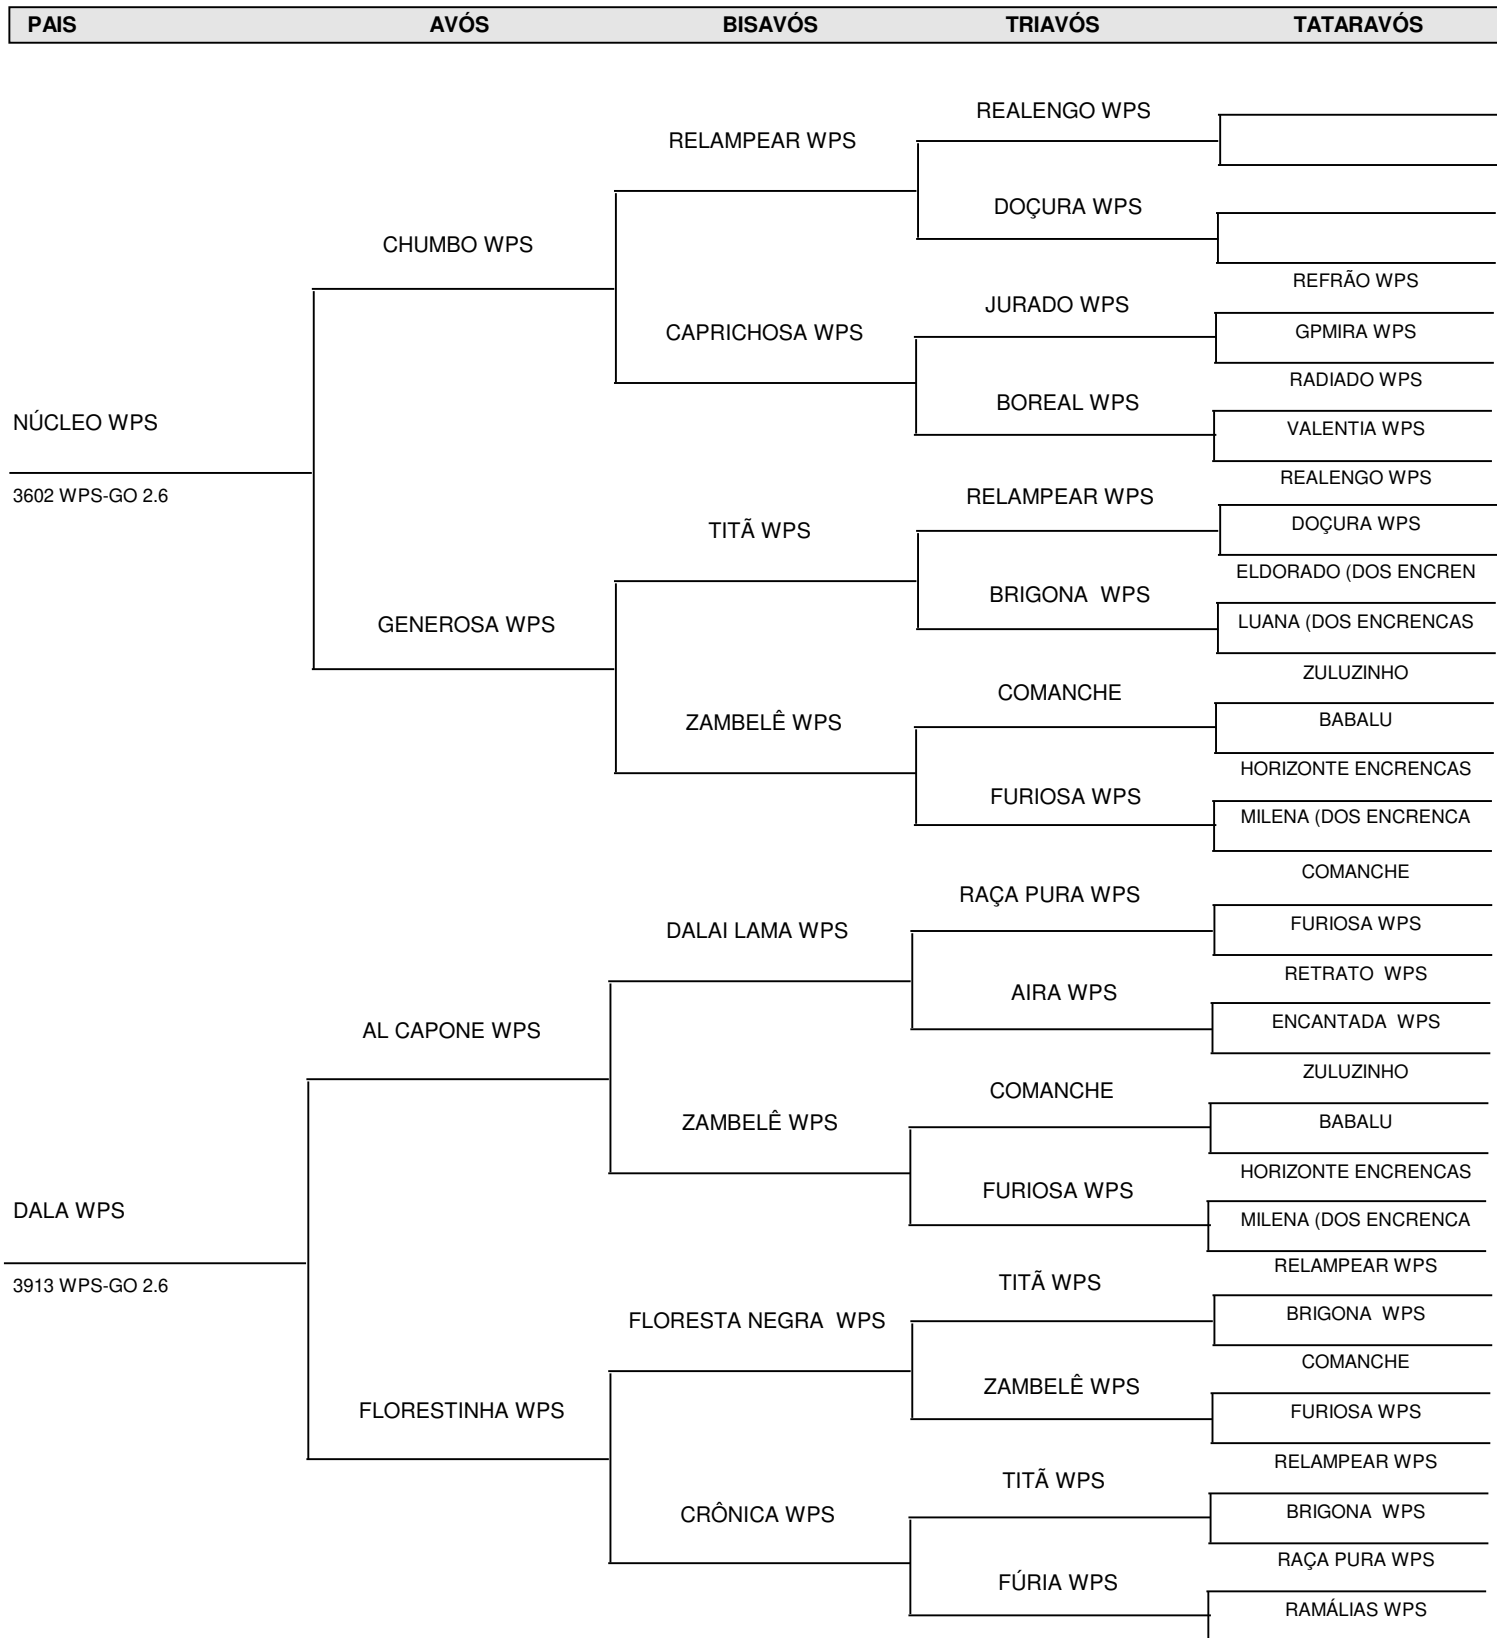 PAIS AVÓS BISAVÓS TRIAVÓS TATARAVÓS
REALENGO WPS
RELAMPEAR WPS
DOÇURA WPS
CHUMBO WPS
REFRÃO WPS
JURADO WPS
CAPRICHOSA WPS
GPMIRA WPS
RADIADO WPS
BOREAL WPS
NÚCLEO WPS
VALENTIA WPS
REALENGO WPS
3602 WPS-GO 2.6
RELAMPEAR WPS
TITÃ WPS
DOÇURA WPS
ELDORADO (DOS ENCREN
BRIGONA WPS
GENEROSA WPS
LUANA (DOS ENCRENCAS
ZULUZINHO
COMANCHE
ZAMBELÊ WPS
BABALU
HORIZONTE ENCRENCAS
FURIOSA WPS
MILENA (DOS ENCRENCA
COMANCHE
RAÇA PURA WPS
DALAI LAMA WPS
FURIOSA WPS
RETRATO WPS
AIRA WPS
AL CAPONE WPS
ENCANTADA WPS
ZULUZINHO
COMANCHE
ZAMBELÊ WPS
BABALU
HORIZONTE ENCRENCAS
FURIOSA WPS
DALA WPS
MILENA (DOS ENCRENCA
RELAMPEAR WPS
3913 WPS-GO 2.6
TITÃ WPS
FLORESTA NEGRA WPS
BRIGONA WPS
COMANCHE
ZAMBELÊ WPS
FLORESTINHA WPS
FURIOSA WPS
RELAMPEAR WPS
TITÃ WPS
CRÔNICA WPS
BRIGONA WPS
RAÇA PURA WPS
FÚRIA WPS
RAMÁLIAS WPS